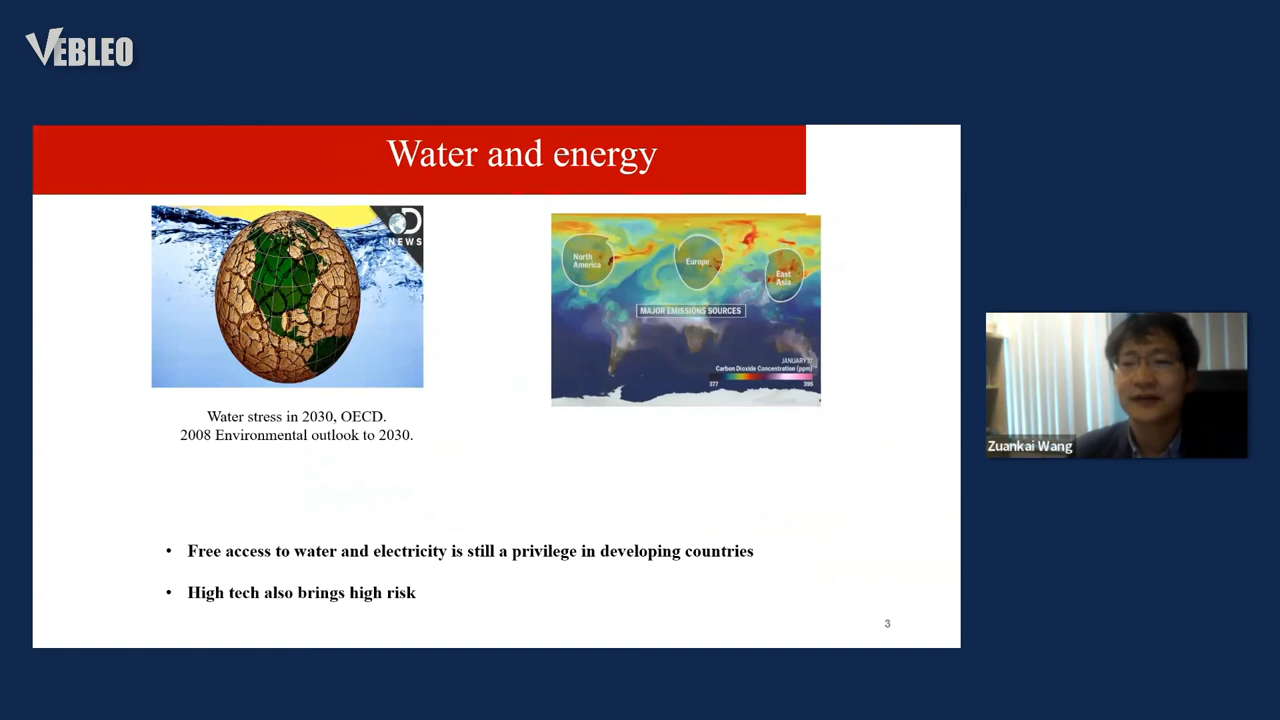 VEBLEO
Water and energy
D
NEWS
North
America
Europe
East
Asia
MAJOR EMISSIONS SOURCES
Carbon Dioxide Concentration (ppm)
377
395
Water stress in 2030, OECD.
2008 Environmental outlook to 2030.
• Free access to water and electricity is still a privilege in developing countries
• High tech also brings high risk
3
Zuankai Wang